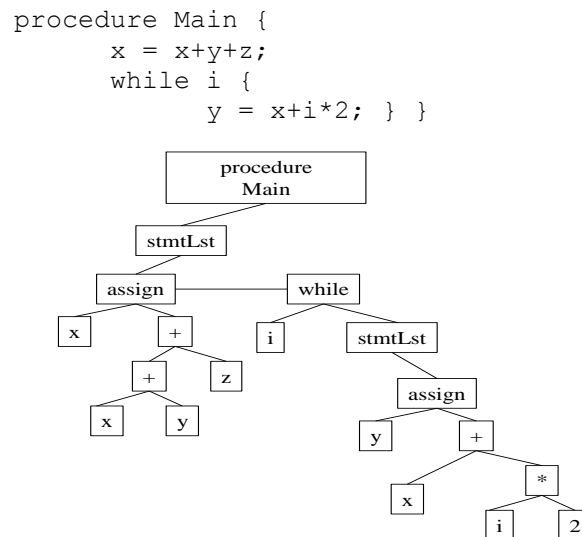 procedure Main {
x = x+y+z;
while i {
y = x+i*2; } }
procedure
Main
stmtLst
assign
while
x
+
i
stmtLst
+
z
assign
x
y
y
+
x
*
i
2